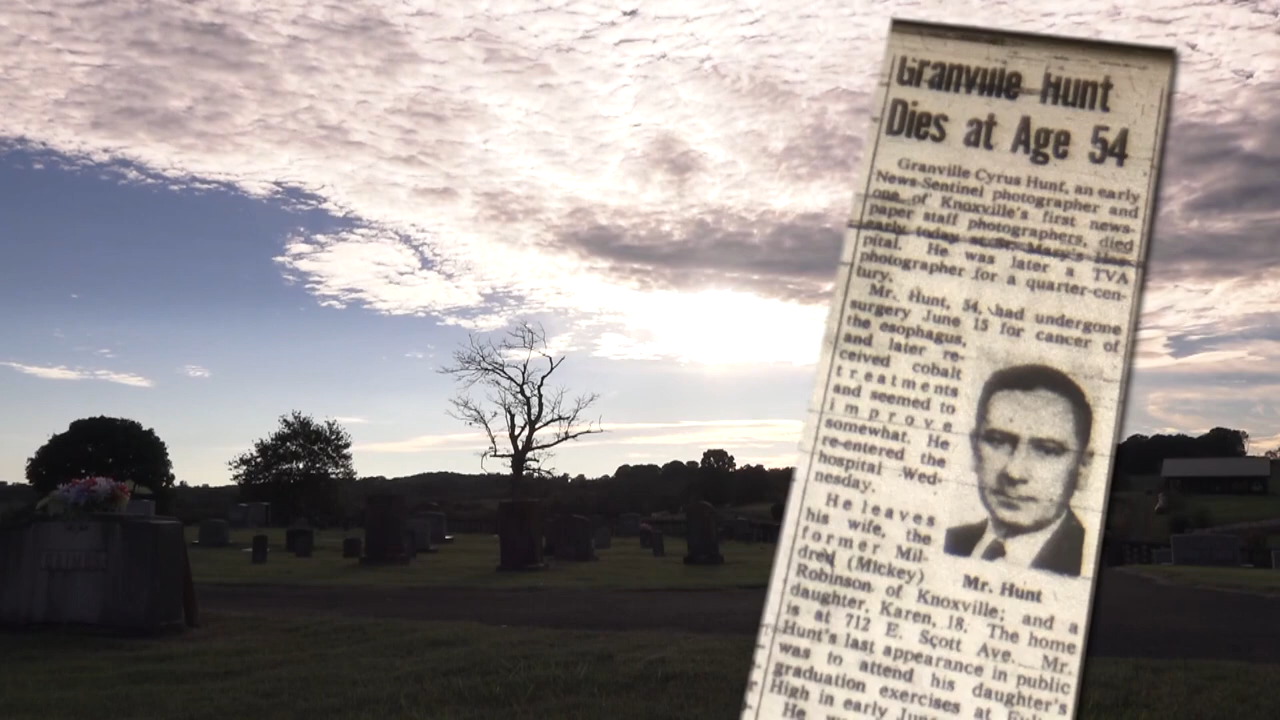 Granville Hunt
Dies at Age 54
Granville Cyrus Hunt, an early
News-Sentinel photographer and
one of Knoxville's first news-
paper staff photographers, died
early today at St. Mary's Hos-
pital. He was later a TVA
photographer for a quarter-cen-
tury.
Mr. Hunt, 54, had undergone
surgery June 15 for cancer of
the esophagus,
and later re-
ceived cobalt
treatments
and seemed to
improve
somewhat. He
re-entered the
hospital Wed-
nesday.
He leaves
his wife, the
former Mil-
dred (Mickey)
Mr. Hunt
Robinson of Knoxville; and a
daughter, Karen, 18. The home
is at 712 E. Scott Ave. Mr.
Hunt's last appearance in public
was to attend his daughter's
graduation exercises at
High in early June
He